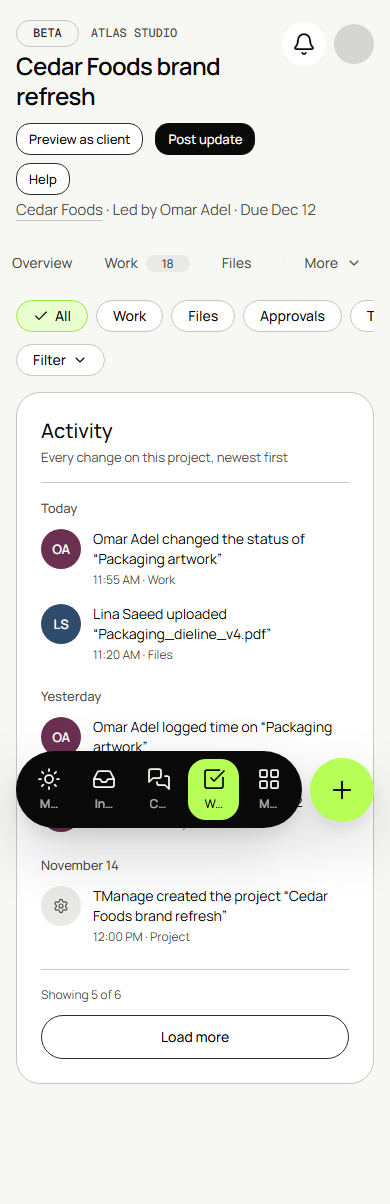 BETA ATLAS STUDIO
Cedar Foods brand
refresh
Preview as client Post update
Help
Cedar Foods · Led by Omar Adel · Due Dec 12
Overview Work 18 Files More
All Work Files Approvals T
Filter
Activity
Every change on this project, newest first
Today
OA Omar Adel changed the status of
“Packaging artwork”
11:55 AM · Work
LS Lina Saeed uploaded
“Packaging_dieline_v4.pdf”
11:20 AM · Files
Yesterday
OA Omar Adel logged time on “Packaging
artwork”
M... In... C... W... M...
November 14
TManage created the project “Cedar
Foods brand refresh”
12:00 PM · Project
Showing 5 of 6
Load more